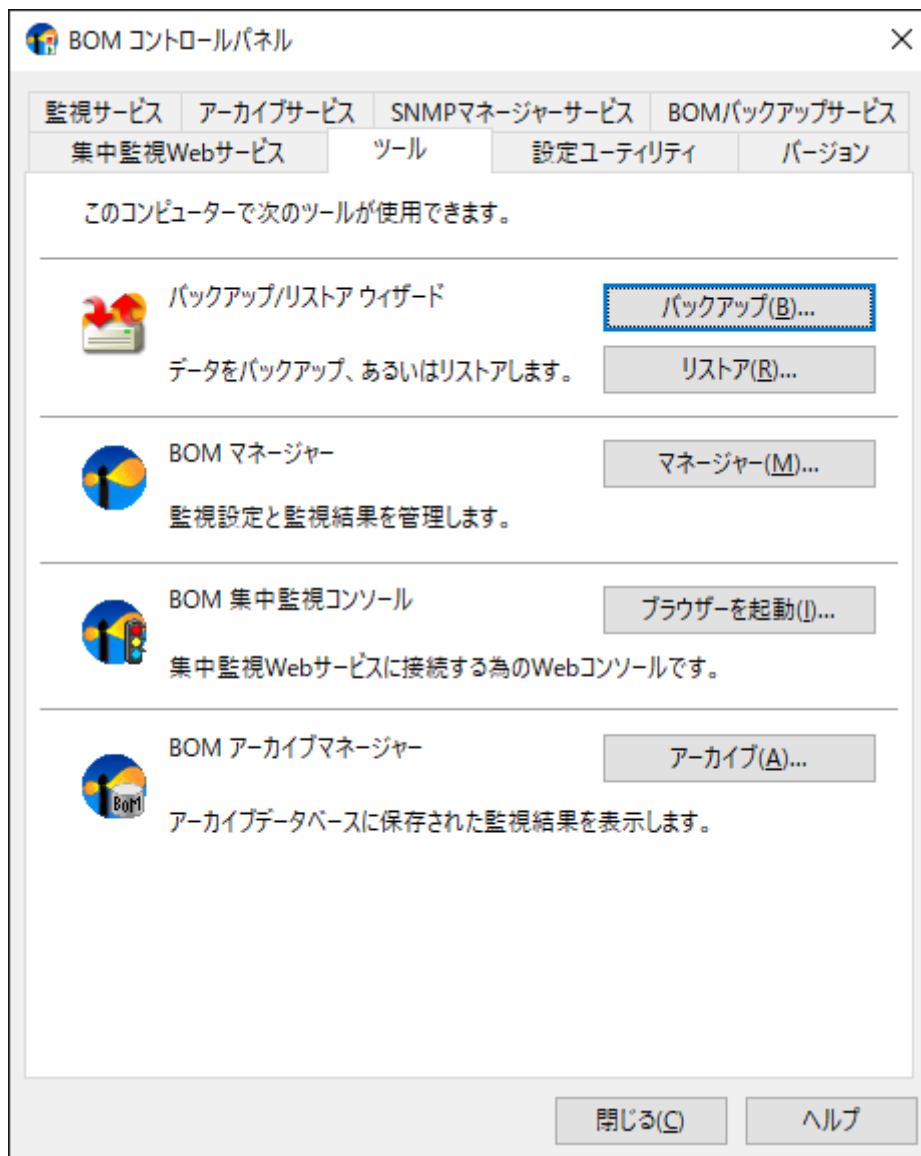 BOM コントロールパネル
監視サービス アーカイブサービス SNMPマネージャーサービス BOMバックアップサービス
集中監視Webサービス ツール 設定ユーティリティ バージョン
このコンピューターで次のツールが使用できます。
バックアップ/リストア ウィザード
バックアップ(B)...
データをバックアップ、あるいはリストアします。
リストア(R)...
BOM マネージャー
マネージャー(M)...
監視設定と監視結果を管理します。
BOM 集中監視コンソール
ブラウザーを起動(I)...
集中監視Webサービスに接続する為のWebコンソールです。
BOM アーカイブマネージャー
アーカイブ(A)...
BOM
アーカイブデータベースに保存された監視結果を表示します。
閉じる(C) ヘルプ